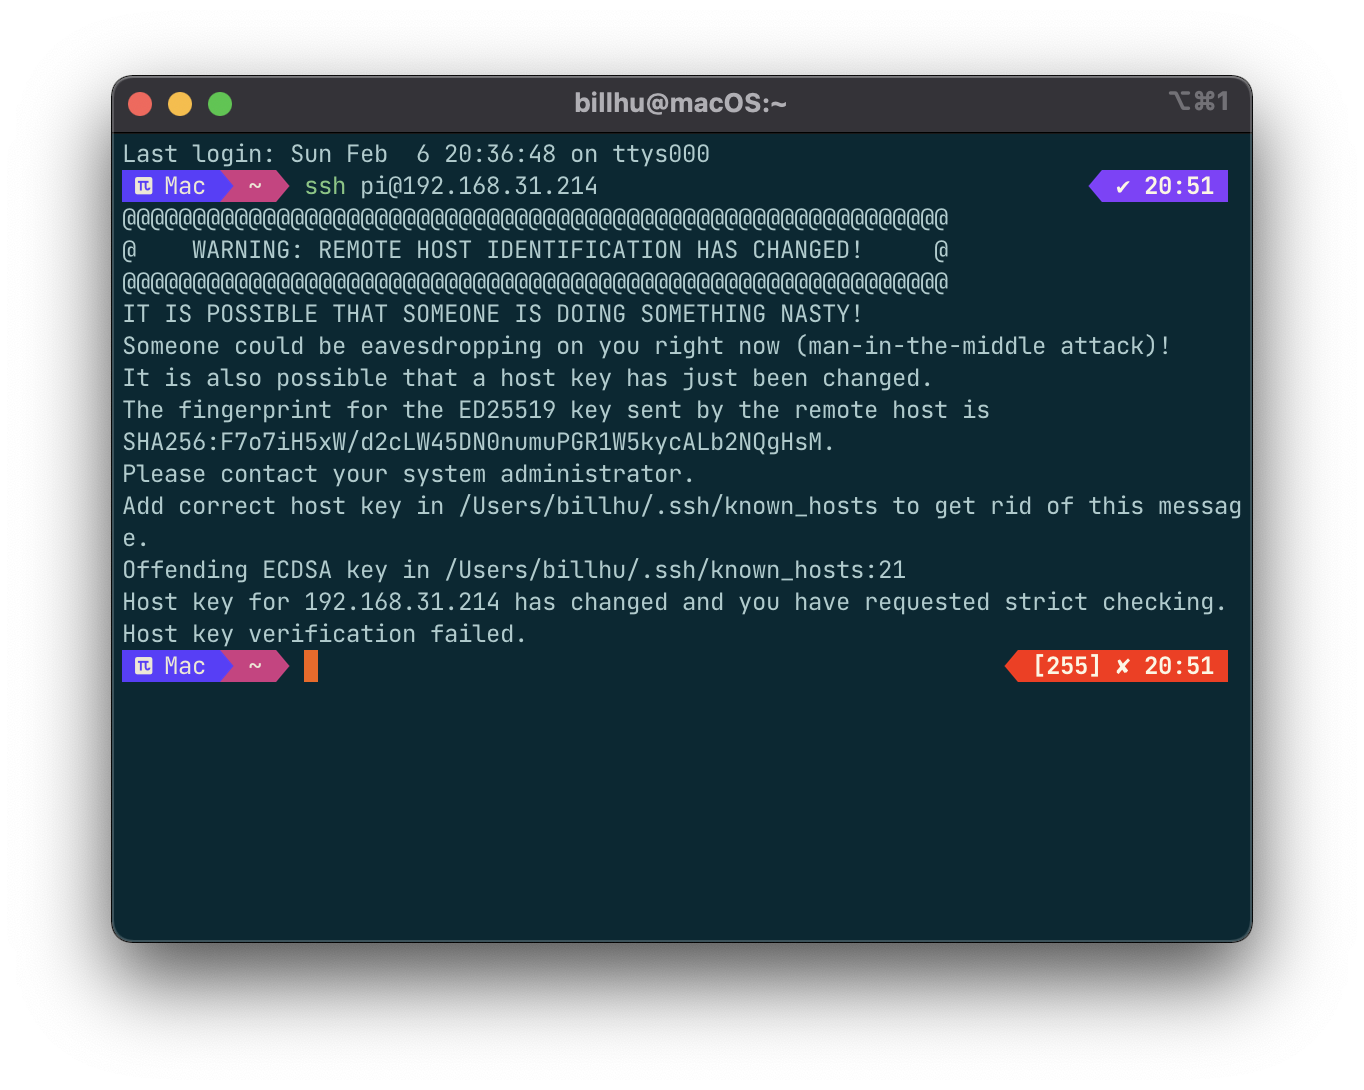 billhu@macOS:~
⌥⌘1
Last login: Sun Feb  6 20:36:48 on ttys000
π Mac ~ ssh pi@192.168.31.214 ✔ 20:51
@@@@@@@@@@@@@@@@@@@@@@@@@@@@@@@@@@@@@@@@@@@@@@@@@@@@@@@@@@@
@    WARNING: REMOTE HOST IDENTIFICATION HAS CHANGED!     @
@@@@@@@@@@@@@@@@@@@@@@@@@@@@@@@@@@@@@@@@@@@@@@@@@@@@@@@@@@@
IT IS POSSIBLE THAT SOMEONE IS DOING SOMETHING NASTY!
Someone could be eavesdropping on you right now (man-in-the-middle attack)!
It is also possible that a host key has just been changed.
The fingerprint for the ED25519 key sent by the remote host is
SHA256:F7o7iH5xW/d2cLW45DN0numuPGR1W5kycALb2NQgHsM.
Please contact your system administrator.
Add correct host key in /Users/billhu/.ssh/known_hosts to get rid of this messag
e.
Offending ECDSA key in /Users/billhu/.ssh/known_hosts:21
Host key for 192.168.31.214 has changed and you have requested strict checking.
Host key verification failed.
π Mac ~ [255] ✘ 20:51